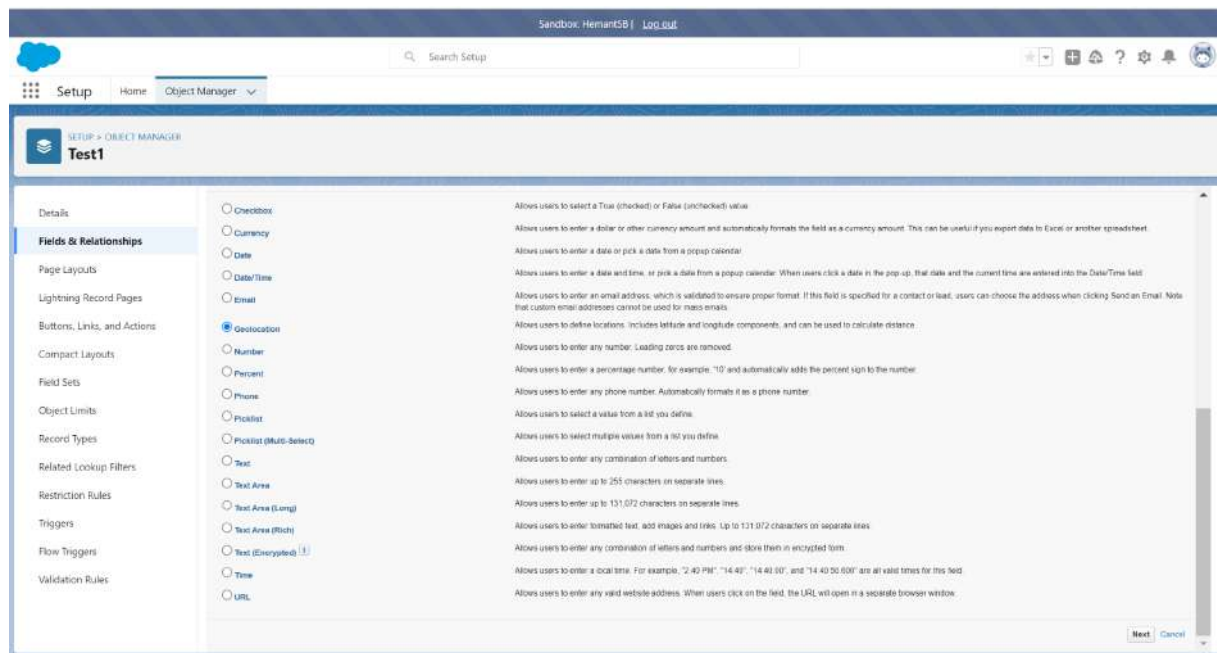 Sandbox: HemantSB | Log out
Search Setup
Setup Home Object Manager
SETUP > OBJECT MANAGER
Test1
Details
Fields & Relationships
Page Layouts
Lightning Record Pages
Buttons, Links, and Actions
Compact Layouts
Field Sets
Object Limits
Record Types
Related Lookup Filters
Restriction Rules
Triggers
Flow Triggers
Validation Rules
Checkbox Allows users to select a True (checked) or False (unchecked) value.
Currency Allows users to enter a dollar or other currency amount and automatically formats the field as a currency amount. This can be useful if you export data to Excel or another spreadsheet.
Date Allows users to enter a date or pick a date from a popup calendar.
Date/Time Allows users to enter a date and time, or pick a date from a popup calendar. When users click a date in the pop-up, that date and the current time are entered into the Date/Time field.
Email Allows users to enter an email address, which is validated to ensure proper format. If this field is specified for a contact or lead, users can choose the address when clicking Send an Email. Note
that custom email addresses cannot be used for mass emails.
Geolocation Allows users to define locations. Includes latitude and longitude components, and can be used to calculate distance.
Number Allows users to enter any number. Leading zeros are removed.
Percent Allows users to enter a percentage number, for example, '10' and automatically adds the percent sign to the number.
Phone Allows users to enter any phone number. Automatically formats it as a phone number.
Picklist Allows users to select a value from a list you define.
Picklist (Multi-Select) Allows users to select multiple values from a list you define.
Text Allows users to enter any combination of letters and numbers.
Text Area Allows users to enter up to 255 characters on separate lines.
Text Area (Long) Allows users to enter up to 131,072 characters on separate lines.
Text Area (Rich) Allows users to enter formatted text, add images and links. Up to 131,072 characters on separate lines.
Text (Encrypted) i Allows users to enter any combination of letters and numbers and store them in encrypted form.
Time Allows users to enter a local time. For example, "2:40 PM", "14:40", "14:40:00", and "14:40:50.600" are all valid times for this field.
URL Allows users to enter any valid website address. When users click on the field, the URL will open in a separate browser window.
Next Cancel